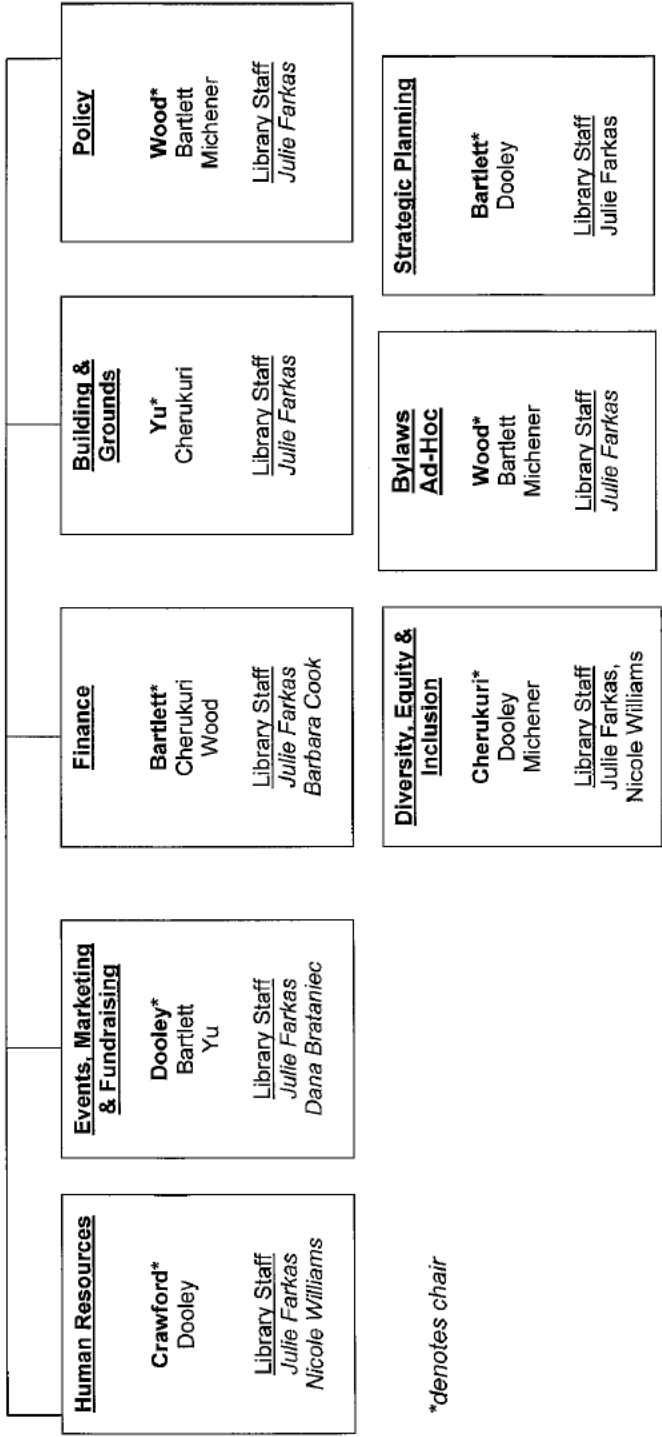 Human Resources
Crawford*
Dooley
Library Staff
Julie Farkas
Nicole Williams
Events, Marketing
& Fundraising
Dooley*
Bartlett
Yu
Library Staff
Julie Farkas
Dana Brataniec
Finance
Bartlett*
Cherukuri
Wood
Library Staff
Julie Farkas
Barbara Cook
Building &
Grounds
Yu*
Cherukuri
Library Staff
Julie Farkas
Policy
Wood*
Bartlett
Michener
Library Staff
Julie Farkas
Diversity, Equity &
Inclusion
Cherukuri*
Dooley
Michener
Library Staff
Julie Farkas,
Nicole Williams
Bylaws
Ad-Hoc
Wood*
Bartlett
Michener
Library Staff
Julie Farkas
Strategic Planning
Bartlett*
Dooley
Library Staff
Julie Farkas
*denotes chair